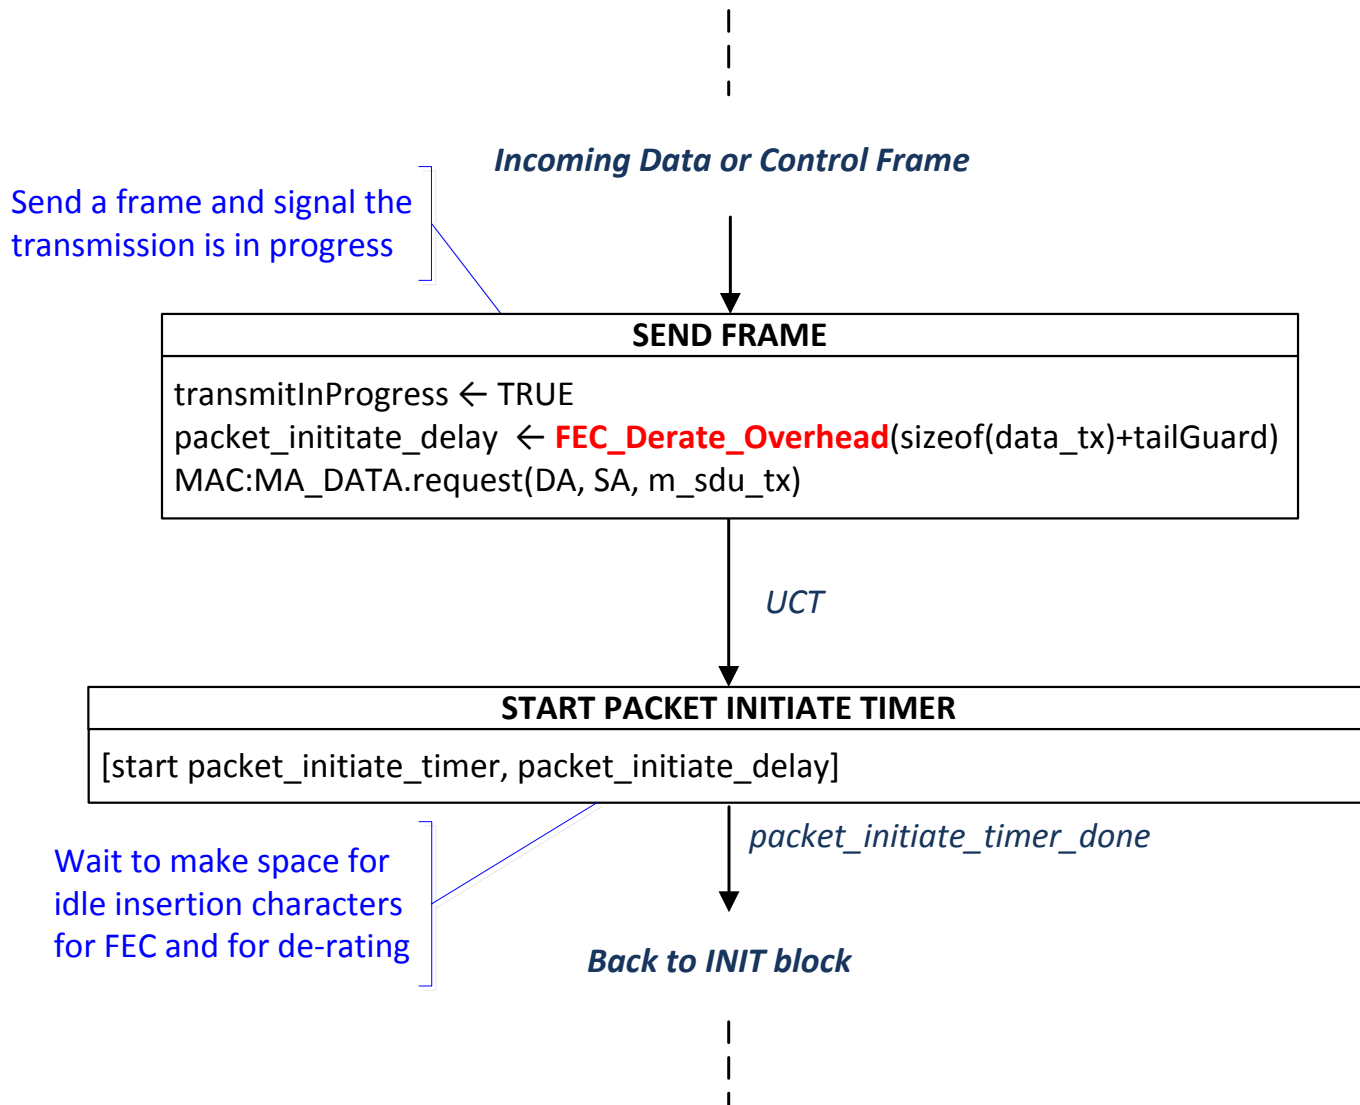 Incoming Data or Control Frame
Send a frame and signal the
transmission is in progress
SEND FRAME
transmitInProgress ← TRUE
packet_inititate_delay ← FEC_Derate_Overhead(sizeof(data_tx)+tailGuard)
MAC:MA_DATA.request(DA, SA, m_sdu_tx)
UCT
START PACKET INITIATE TIMER
[start packet_initiate_timer, packet_initiate_delay]
packet_initiate_timer_done
Wait to make space for
idle insertion characters
for FEC and for de-rating
Back to INIT block